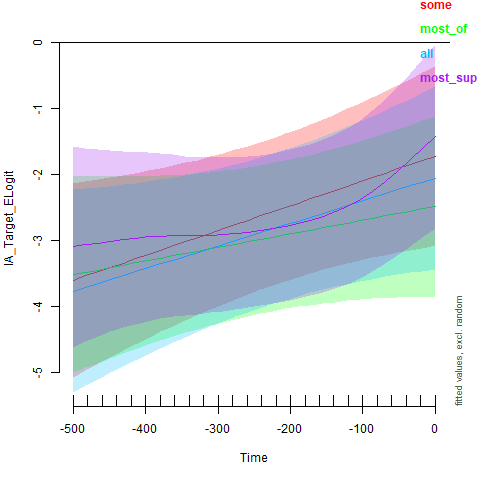 some
most_of
all
most_sup
0
-1
-2
-3
-4
-5
IA_Target_ELogit
-500
-400
-300
-200
-100
0
Time
fitted values, excl. random